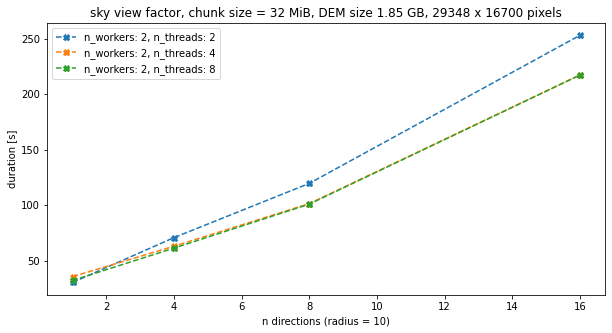 sky view factor, chunk size = 32 MiB, DEM size 1.85 GB, 29348 x 16700 pixels
n_workers: 2, n_threads: 2
n_workers: 2, n_threads: 4
n_workers: 2, n_threads: 8
duration [s]
250
200
150
100
50
2 4 6 8 10 12 14 16
n directions (radius = 10)